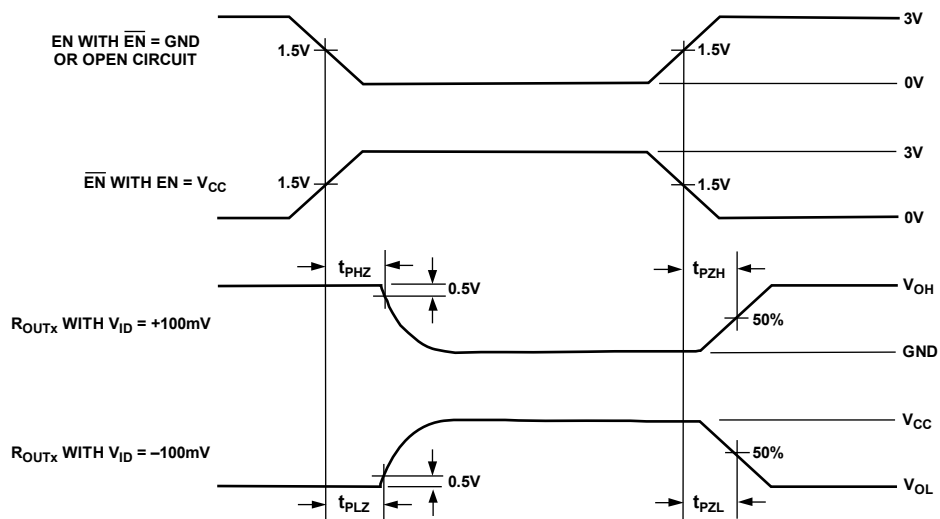 EN WITH EN = GND
OR OPEN CIRCUIT
1.5V
1.5V
3V
0V
EN WITH EN = VCC
1.5V
1.5V
3V
0V
tPHZ
0.5V
tPZH
50%
VOH
GND
ROUTx WITH VID = +100mV
ROUTx WITH VID = –100mV
tPLZ
0.5V
tPZL
50%
VCC
VOL